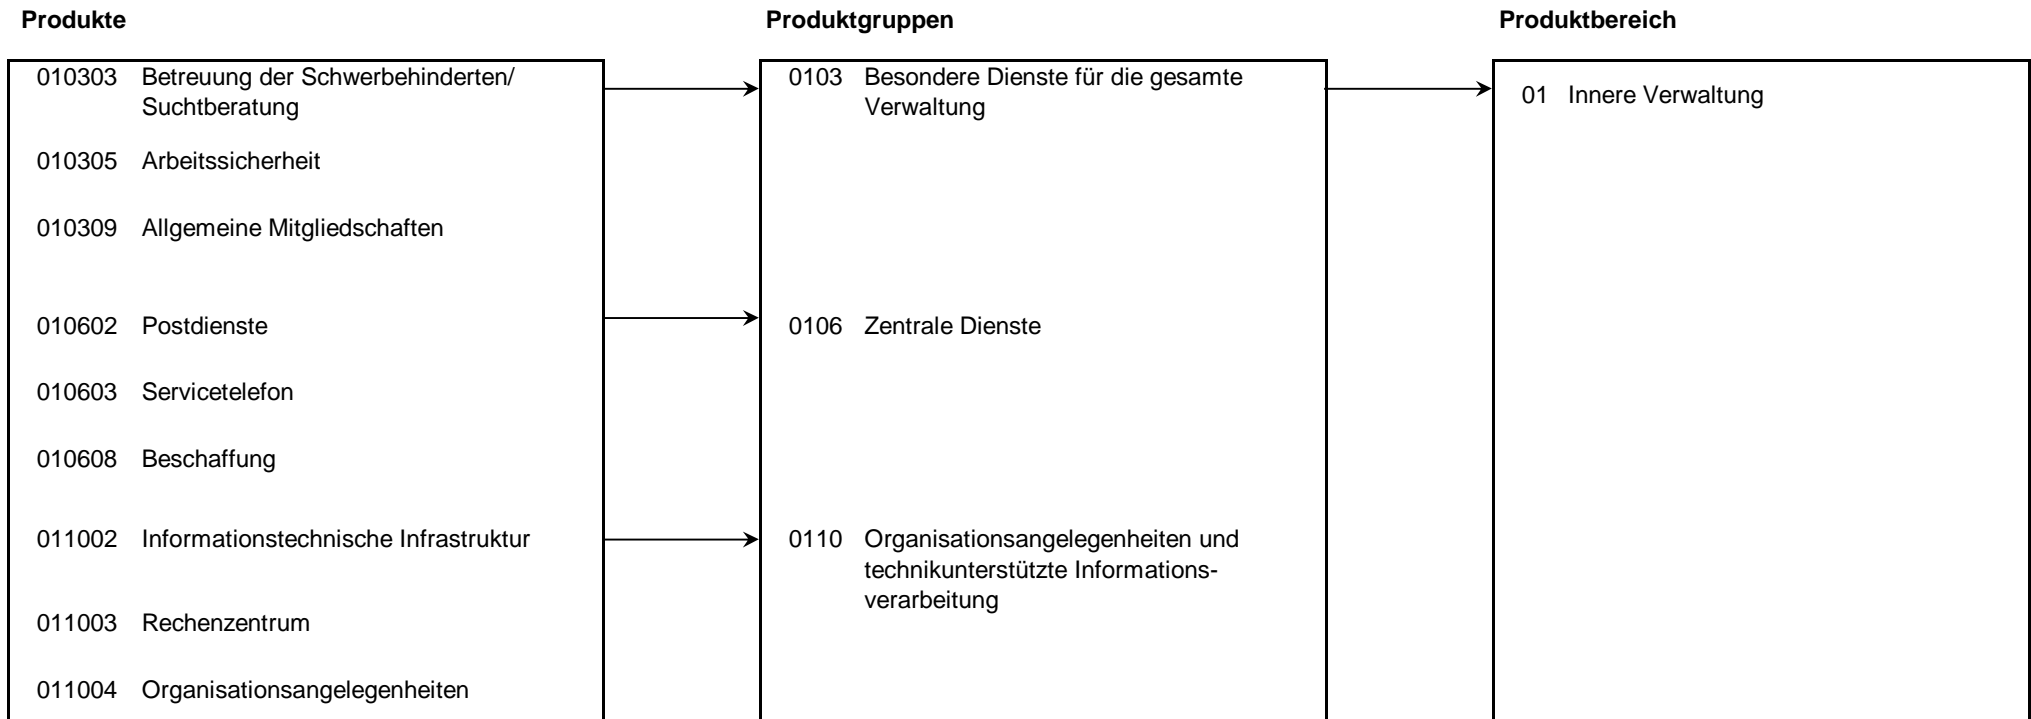 Produkte
Produktgruppen
Produktbereich
010303 Betreuung der Schwerbehinderten/
Suchtberatung
010305 Arbeitssicherheit
010309 Allgemeine Mitgliedschaften
010602 Postdienste
010603 Servicetelefon
010608 Beschaffung
011002 Informationstechnische Infrastruktur
011003 Rechenzentrum
011004 Organisationsangelegenheiten
0103 Besondere Dienste für die gesamte
Verwaltung
0106 Zentrale Dienste
0110 Organisationsangelegenheiten und
technikunterstützte Informations-
verarbeitung
01 Innere Verwaltung